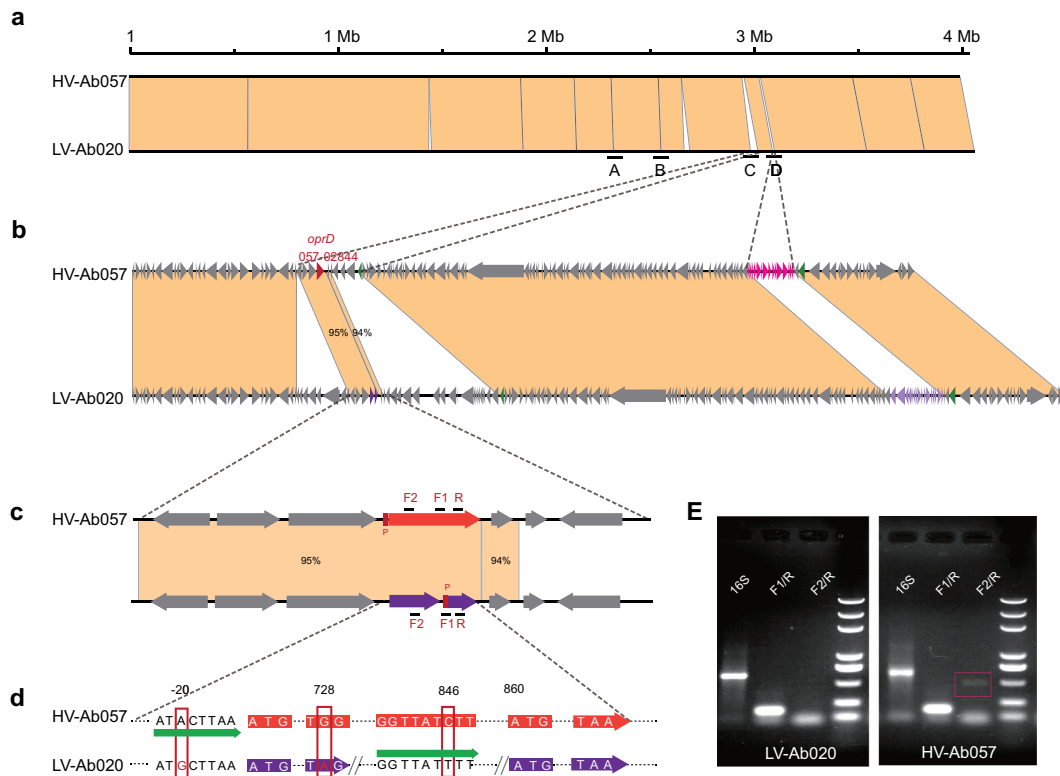 a
1 1 Mb 2 Mb 3 Mb 4 Mb
HV-Ab057
LV-Ab020
A B C D
b
oprD
057-02844
HV-Ab057
95% 94%
LV-Ab020
c
F2 F1 R
HV-Ab057
P
95% 94%
P
F2 F1 R
E
16S F1/R F2/R
16S F1/R F2/R
LV-Ab020 HV-Ab057
d
-20 728 846 860
HV-Ab057 ATACTTAA ATG TGG GGTTATCTT ATG TAA
LV-Ab020 ATGCTTAA ATG TAG GGTTATTTT ATG TAA